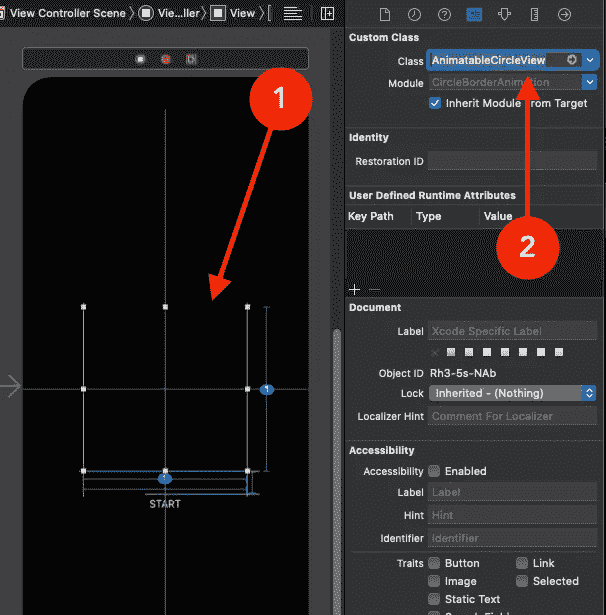 View Controller Scene
Vie...ller
View
1
START
1
1
Custom Class
Class AnimatableCircleView
Module CircleBorderAnimation
Inherit Module From Target
2
Identity
Restoration ID
User Defined Runtime Attributes
Key Path Type Value
Document
Label Xcode Specific Label
Object ID Rh3-5s-NAb
Lock Inherited - (Nothing)
Localizer Hint Comment For Localizer
Accessibility
Accessibility Enabled
Label Label
Hint Hint
Identifier Identifier
Traits Button Link
Image Selected
Static Text